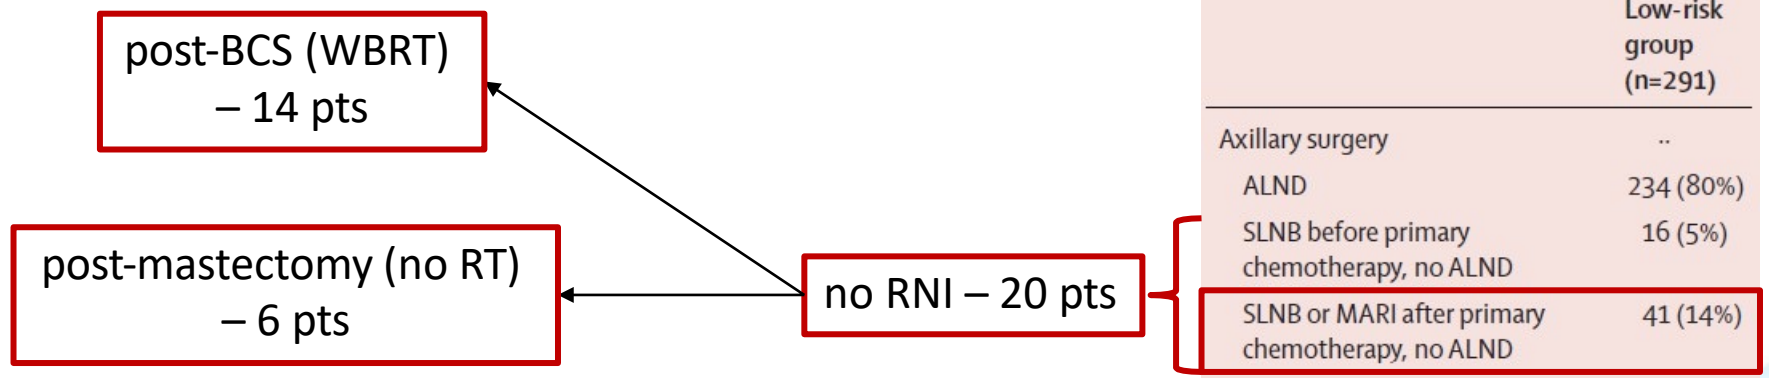 post-BCS (WBRT)
– 14 pts
post-mastectomy (no RT)
– 6 pts
no RNI – 20 pts
Low-risk
group
(n=291)
Axillary surgery ..
ALND 234 (80%)
SLNB before primary 16 (5%)
chemotherapy, no ALND
SLNB or MARI after primary 41 (14%)
chemotherapy, no ALND